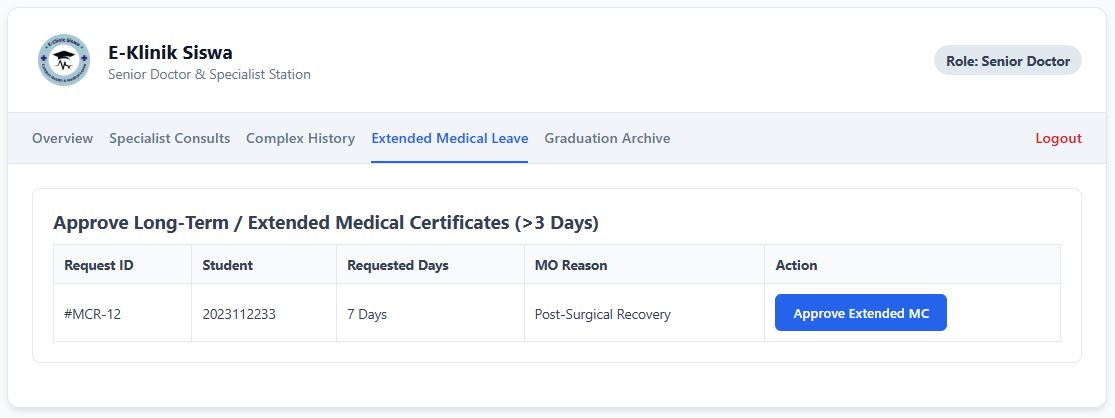 E-Klinik Siswa
Senior Doctor & Specialist Station
Role: Senior Doctor
Overview Specialist Consults Complex History Extended Medical Leave Graduation Archive Logout
Approve Long-Term / Extended Medical Certificates (>3 Days)
Request ID Student Requested Days MO Reason Action
#MCR-12 2023112233 7 Days Post-Surgical Recovery Approve Extended MC